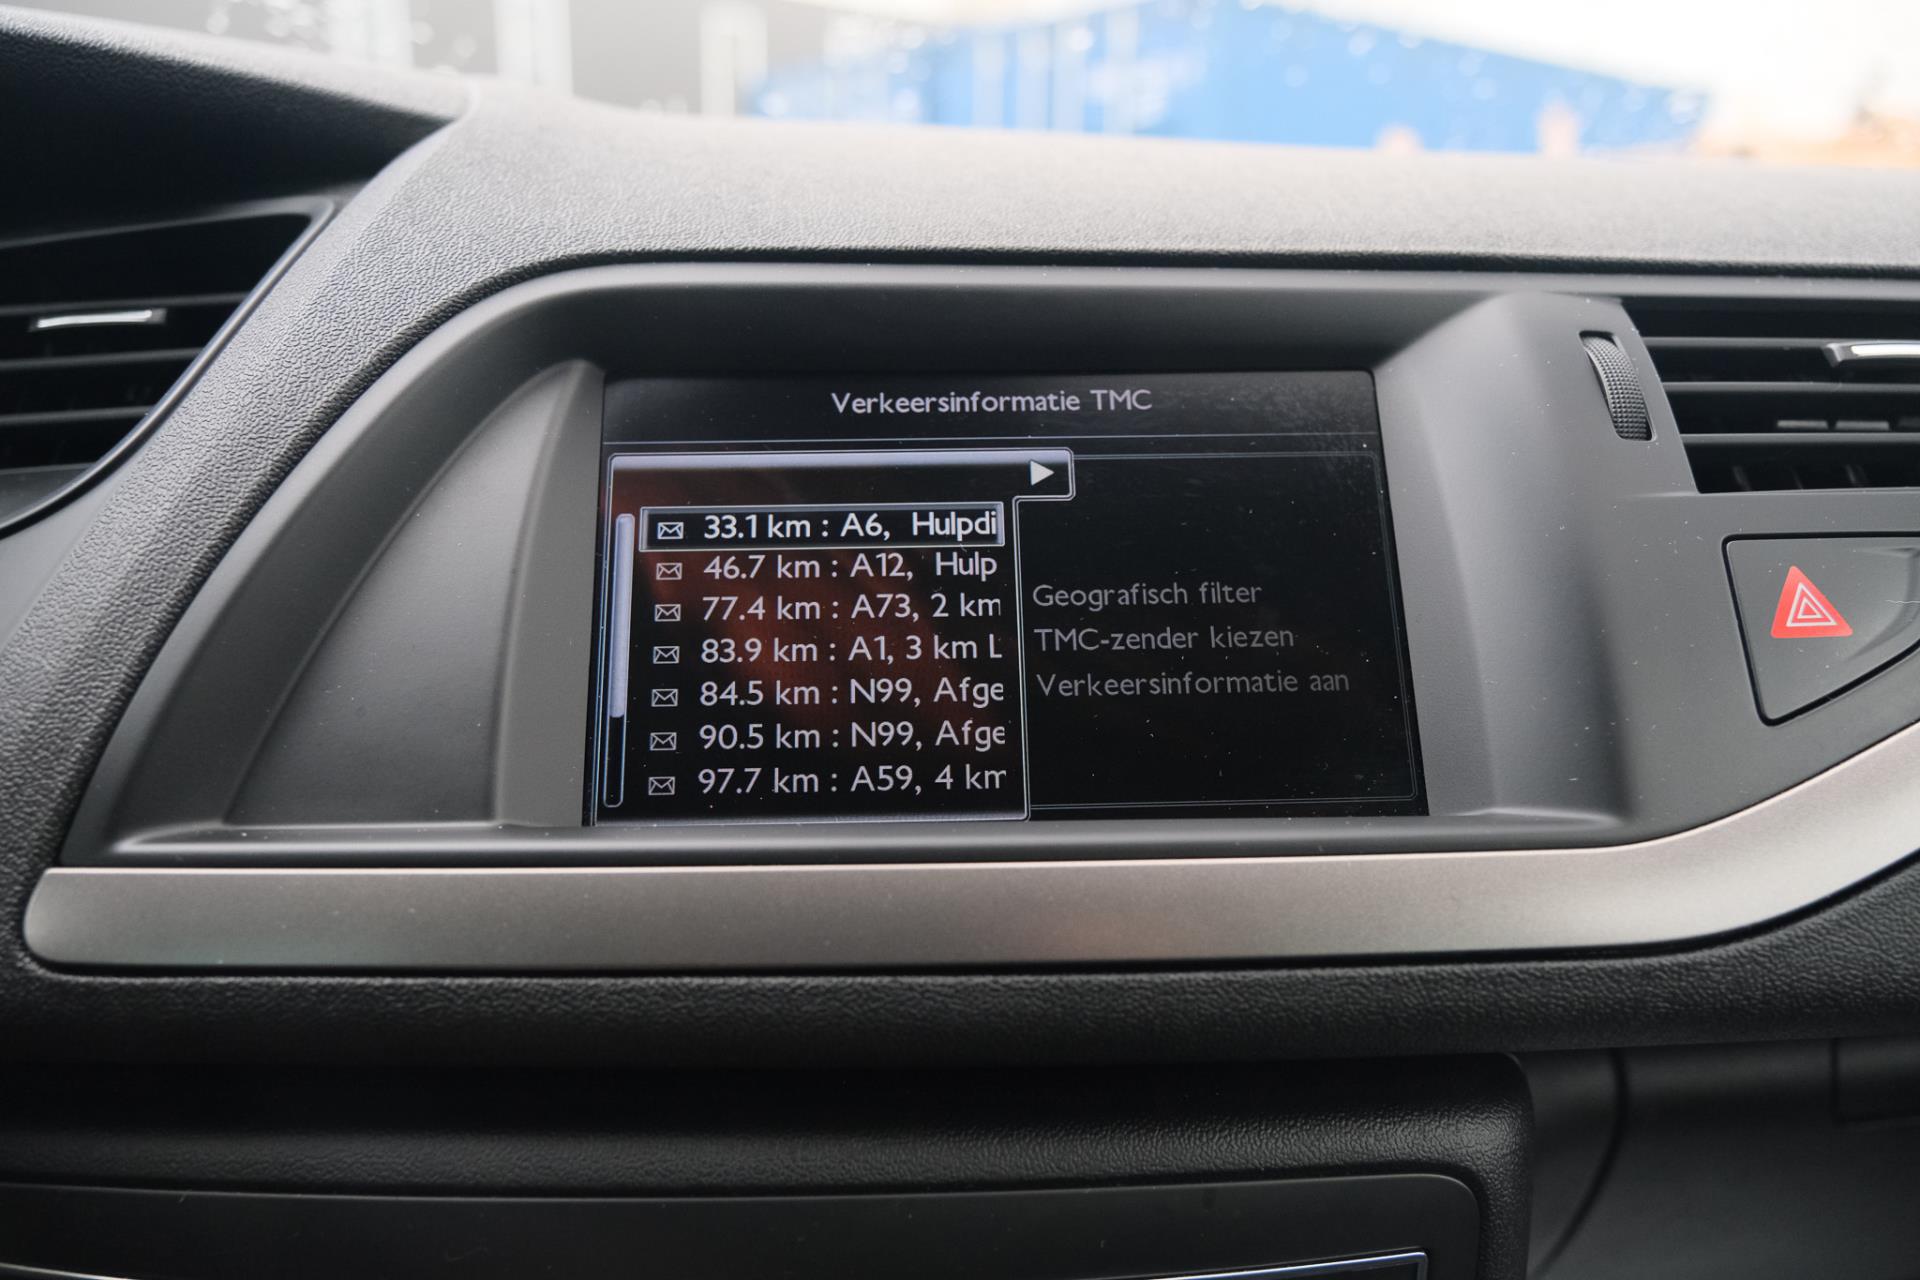 Verkeersinformatie TMC
33.1 km : A6, Hulpdi
46.7 km : A12, Hulp
77.4 km : A73, 2 km
83.9 km : A1, 3 km L
84.5 km : N99, Afge
90.5 km : N99, Afge
97.7 km : A59, 4 km
Geografisch filter
TMC-zender kiezen
Verkeersinformatie aan